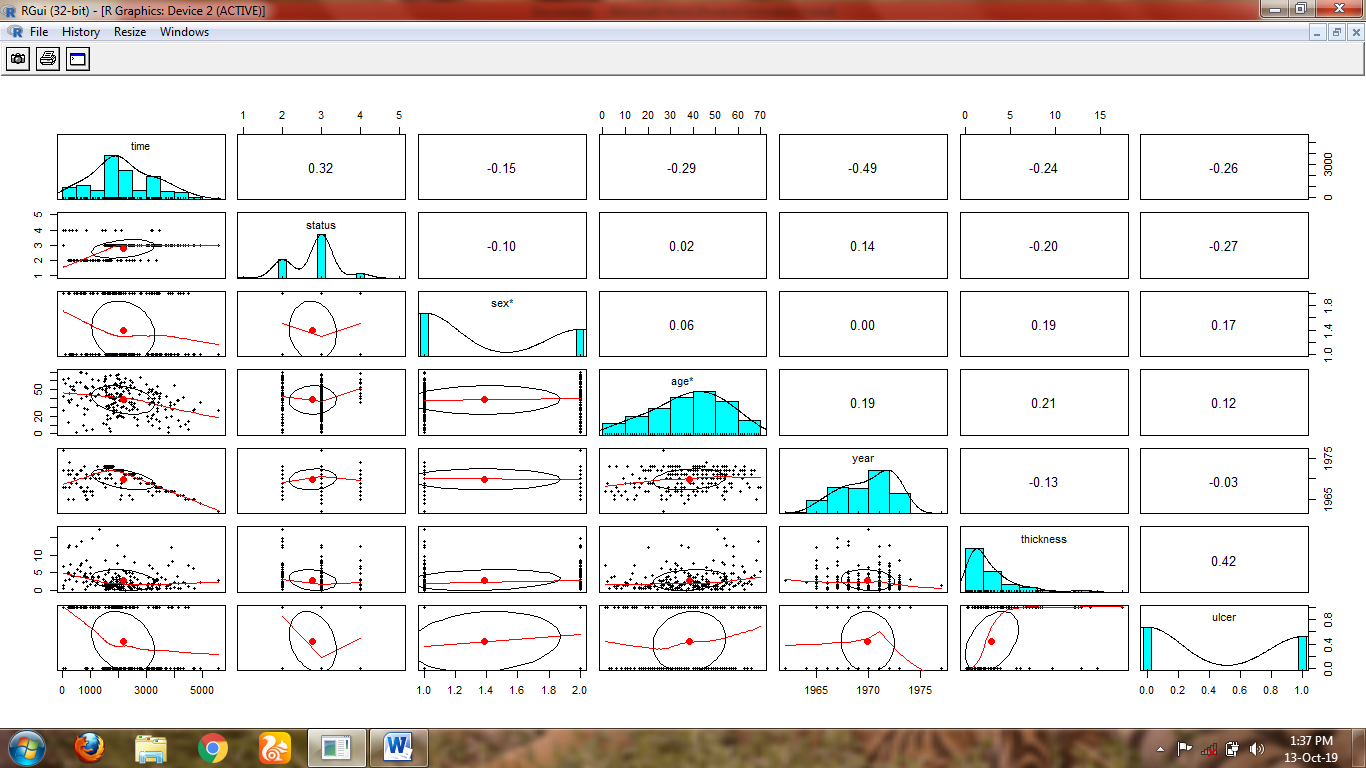 RGui (32-bit) - [R Graphics: Device 2 (ACTIVE)]
File History Resize Windows
1 2 3 4 5 0 10 20 30 40 50 60 70 0 5 10 15
time
0.32 -0.15 -0.29 -0.49 -0.24 -0.26
0 3000
1 2 3 4 5
status
-0.10 0.02 0.14 -0.20 -0.27
sex*
0.06 0.00 0.19 0.17
1.0 1.4 1.8
0 20 50
age*
0.19 0.21 0.12
year
-0.13 -0.03
1965 1975
0 5 10
thickness
0.42
ulcer
0.0 0.4 0.8
0 1000 3000 5000 1.0 1.2 1.4 1.6 1.8 2.0 1965 1970 1975 0.0 0.2 0.4 0.6 0.8 1.0
1:37 PM
13-Oct-19